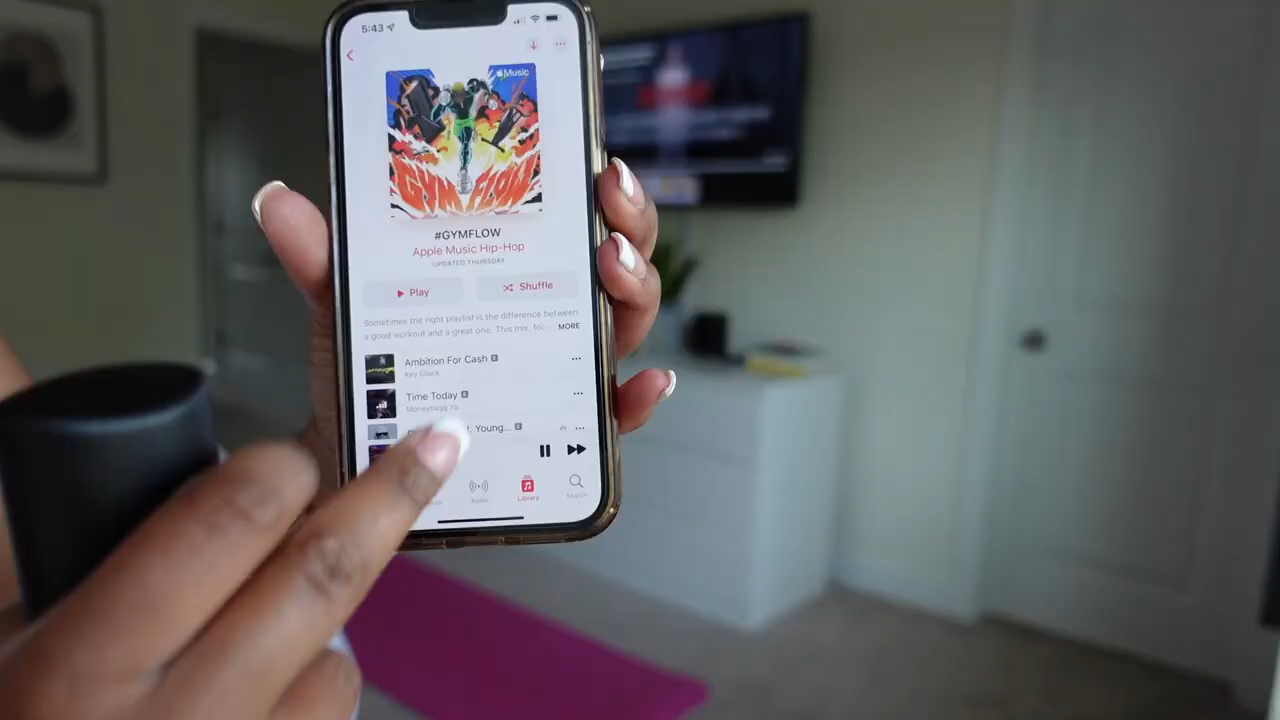 5:43
Music
GYM FLOW
#GYMFLOW
Apple Music Hip-Hop
UPDATED THURSDAY
Play
Shuffle
Sometimes the right playlist is the difference between
a good workout and a great one. This mix, foc
MORE
Ambition For Cash E
Key Glock
Time Today E
Moneybagg Yo
t. Young... E
Radio
Library
Search